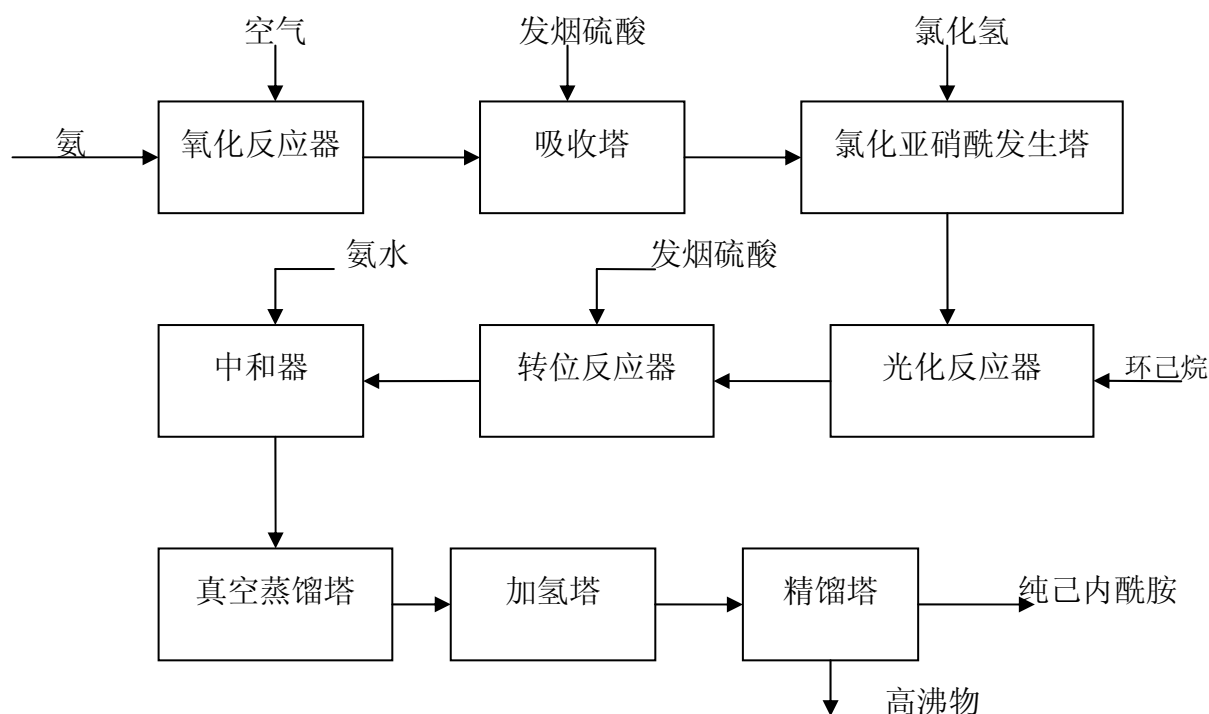 空气
发烟硫酸
氯化氢
氨
氧化反应器
吸收塔
氯化亚硝酰发生塔
氨水
发烟硫酸
中和器
转位反应器
光化反应器
环己烷
真空蒸馏塔
加氢塔
精馏塔
纯己内酰胺
高沸物